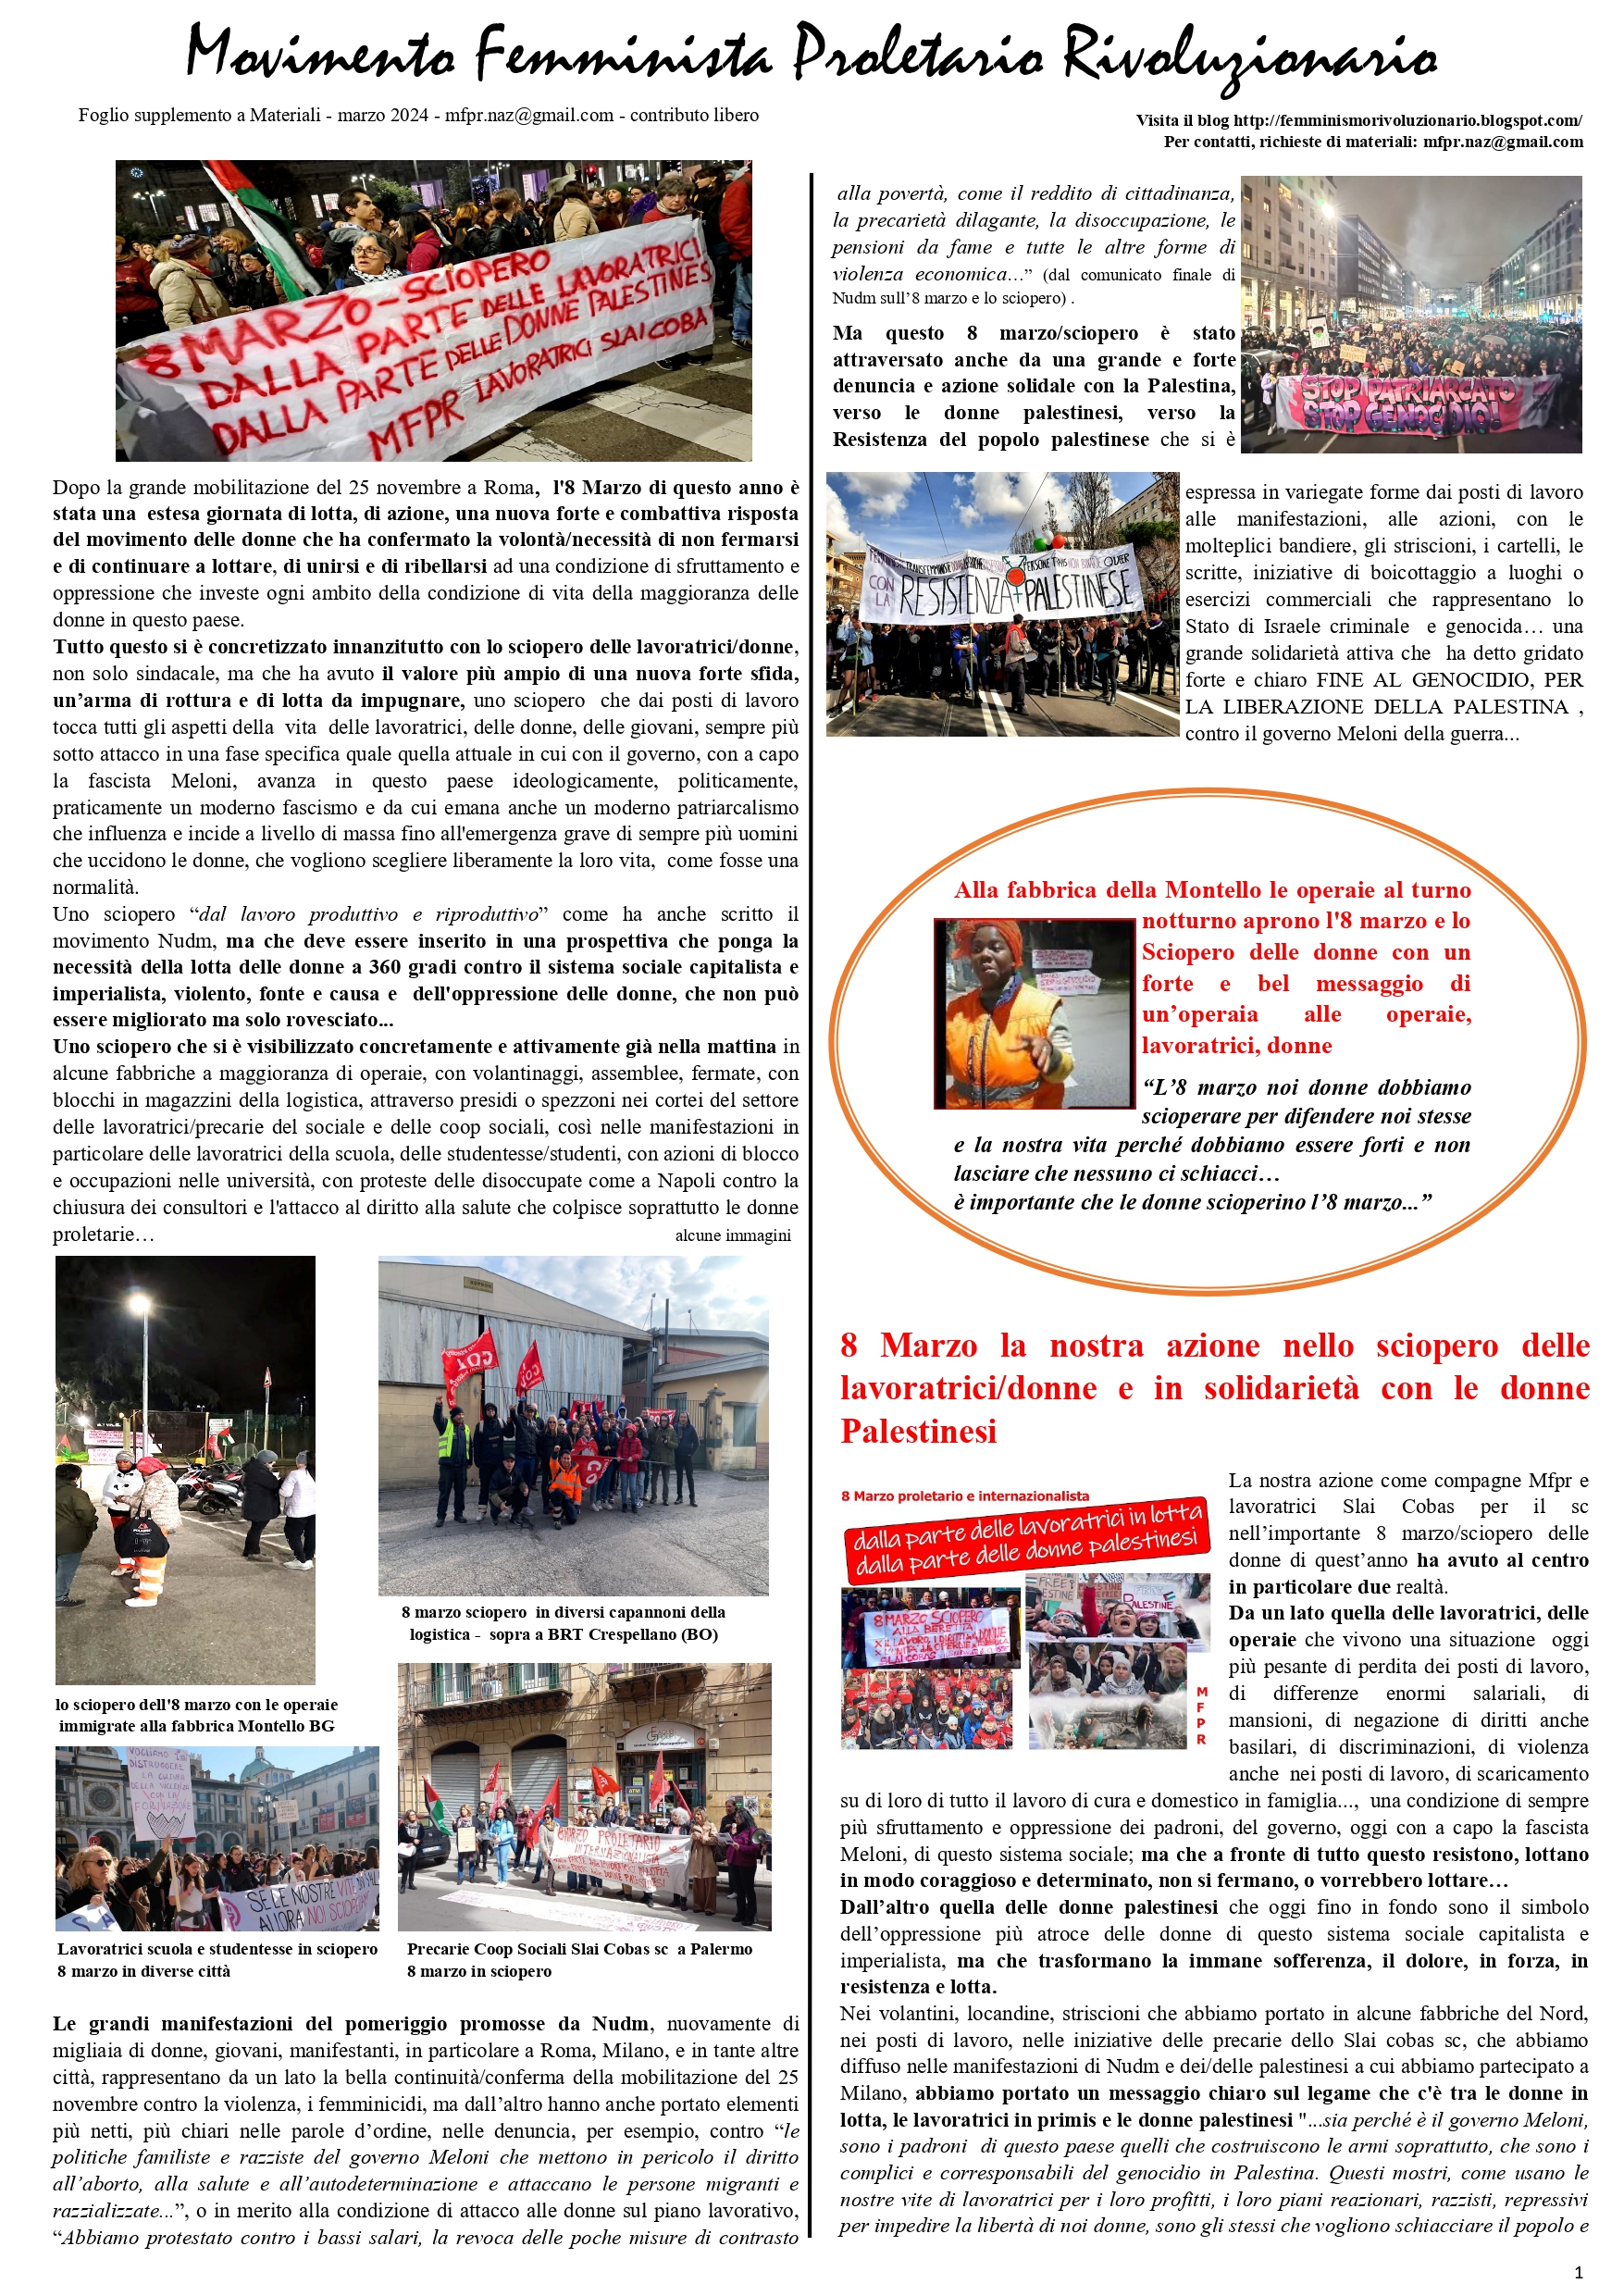 Movimento Femminista Proletario Rivoluzionario
Foglio supplemento a Materiali - marzo 2024 - mfpr.naz@gmail.com - contributo libero
Visita il blog http://femminismorivoluzionario.blogspot.com/
Per contatti, richieste di materiali: mfpr.naz@gmail.com
8 MARZO - SCIOPERO
DALLA PARTE DELLE LAVORATRICI
DALLA PARTE DELLE DONNE PALESTINESI
MFPR LAVORATRICI SLAI COBAS
Dopo la grande mobilitazione del 25 novembre a Roma, l'8 Marzo di questo anno è
stata una estesa giornata di lotta, di azione, una nuova forte e combattiva risposta
del movimento delle donne che ha confermato la volontà/necessità di non fermarsi
e di continuare a lottare, di unirsi e di ribellarsi ad una condizione di sfruttamento e
oppressione che investe ogni ambito della condizione di vita della maggioranza delle
donne in questo paese.
Tutto questo si è concretizzato innanzitutto con lo sciopero delle lavoratrici/donne,
non solo sindacale, ma che ha avuto il valore più ampio di una nuova forte sfida,
un’arma di rottura e di lotta da impugnare, uno sciopero che dai posti di lavoro
tocca tutti gli aspetti della vita delle lavoratrici, delle donne, delle giovani, sempre più
sotto attacco in una fase specifica quale quella attuale in cui con il governo, con a capo
la fascista Meloni, avanza in questo paese ideologicamente, politicamente,
praticamente un moderno fascismo e da cui emana anche un moderno patriarcalismo
che influenza e incide a livello di massa fino all'emergenza grave di sempre più uomini
che uccidono le donne, che vogliono scegliere liberamente la loro vita, come fosse una
normalità.
Uno sciopero “dal lavoro produttivo e riproduttivo” come ha anche scritto il
movimento Nudm, ma che deve essere inserito in una prospettiva che ponga la
necessità della lotta delle donne a 360 gradi contro il sistema sociale capitalista e
imperialista, violento, fonte e causa e dell'oppressione delle donne, che non può
essere migliorato ma solo rovesciato...
Uno sciopero che si è visibilizzato concretamente e attivamente già nella mattina in
alcune fabbriche a maggioranza di operaie, con volantinaggi, assemblee, fermate, con
blocchi in magazzini della logistica, attraverso presidi o spezzoni nei cortei del settore
delle lavoratrici/precarie del sociale e delle coop sociali, così nelle manifestazioni in
particolare delle lavoratrici della scuola, delle studentesse/studenti, con azioni di blocco
e occupazioni nelle università, con proteste delle disoccupate come a Napoli contro la
chiusura dei consultori e l'attacco al diritto alla salute che colpisce soprattutto le donne
proletarie…
alcune immagini
8 marzo sciopero in diversi capannoni della
logistica - sopra a BRT Crespellano (BO)
lo sciopero dell'8 marzo con le operaie
immigrate alla fabbrica Montello BG
VOGLIAMO
DISTRUGGERE
LA CULTURA
DELLA VIOLENZA
CON LA
FORMAZIONE
SE LE NOSTRE VITE
ALLORA NOI SCIOPER
8 MARZO PROLETARIO
INTERNAZIONALISTA
Lavoratrici scuola e studentesse in sciopero
8 marzo in diverse città
Precarie Coop Sociali Slai Cobas sc a Palermo
8 marzo in sciopero
Le grandi manifestazioni del pomeriggio promosse da Nudm, nuovamente di
migliaia di donne, giovani, manifestanti, in particolare a Roma, Milano, e in tante altre
città, rappresentano da un lato la bella continuità/conferma della mobilitazione del 25
novembre contro la violenza, i femminicidi, ma dall’altro hanno anche portato elementi
più netti, più chiari nelle parole d’ordine, nelle denuncia, per esempio, contro “le
politiche familiste e razziste del governo Meloni che mettono in pericolo il diritto
all’aborto, alla salute e all’autodeterminazione e attaccano le persone migranti e
razzializzate...”, o in merito alla condizione di attacco alle donne sul piano lavorativo,
“Abbiamo protestato contro i bassi salari, la revoca delle poche misure di contrasto
alla povertà, come il reddito di cittadinanza,
la precarietà dilagante, la disoccupazione, le
pensioni da fame e tutte le altre forme di
violenza economica…” (dal comunicato finale di
Nudm sull’8 marzo e lo sciopero) .
Ma questo 8 marzo/sciopero è stato
attraversato anche da una grande e forte
denuncia e azione solidale con la Palestina,
verso le donne palestinesi, verso la
Resistenza del popolo palestinese che si è
STOP PATRIARCATO
STOP GENOCIDIO!
CON LA
RESISTENZA PALESTINESE
espressa in variegate forme dai posti di lavoro
alle manifestazioni, alle azioni, con le
molteplici bandiere, gli striscioni, i cartelli, le
scritte, iniziative di boicottaggio a luoghi o
esercizi commerciali che rappresentano lo
Stato di Israele criminale e genocida… una
grande solidarietà attiva che ha detto gridato
forte e chiaro FINE AL GENOCIDIO, PER
LA LIBERAZIONE DELLA PALESTINA ,
contro il governo Meloni della guerra...
Alla fabbrica della Montello le operaie al turno
notturno aprono l'8 marzo e lo
Sciopero delle donne con un
forte e bel messaggio di
un’operaia alle operaie,
lavoratrici, donne
“L’8 marzo noi donne dobbiamo
scioperare per difendere noi stesse
e la nostra vita perché dobbiamo essere forti e non
lasciare che nessuno ci schiacci…
è importante che le donne scioperino l’8 marzo...”
8 Marzo la nostra azione nello sciopero delle
lavoratrici/donne e in solidarietà con le donne
Palestinesi
8 Marzo proletario e internazionalista
dalla parte delle lavoratrici in lotta
dalla parte delle donne palestinesi
8 MARZO SCIOPERO
ALLA BERETTA
SLAI COBAS
FREE
PALESTINE
M
F
P
R
La nostra azione come compagne Mfpr e
lavoratrici Slai Cobas per il sc
nell’importante 8 marzo/sciopero delle
donne di quest’anno ha avuto al centro
in particolare due realtà.
Da un lato quella delle lavoratrici, delle
operaie che vivono una situazione oggi
più pesante di perdita dei posti di lavoro,
di differenze enormi salariali, di
mansioni, di negazione di diritti anche
basilari, di discriminazioni, di violenza
anche nei posti di lavoro, di scaricamento
su di loro di tutto il lavoro di cura e domestico in famiglia..., una condizione di sempre
più sfruttamento e oppressione dei padroni, del governo, oggi con a capo la fascista
Meloni, di questo sistema sociale; ma che a fronte di tutto questo resistono, lottano
in modo coraggioso e determinato, non si fermano, o vorrebbero lottare…
Dall’altro quella delle donne palestinesi che oggi fino in fondo sono il simbolo
dell’oppressione più atroce delle donne di questo sistema sociale capitalista e
imperialista, ma che trasformano la immane sofferenza, il dolore, in forza, in
resistenza e lotta.
Nei volantini, locandine, striscioni che abbiamo portato in alcune fabbriche del Nord,
nei posti di lavoro, nelle iniziative delle precarie dello Slai cobas sc, che abbiamo
diffuso nelle manifestazioni di Nudm e dei/delle palestinesi a cui abbiamo partecipato a
Milano, abbiamo portato un messaggio chiaro sul legame che c'è tra le donne in
lotta, le lavoratrici in primis e le donne palestinesi "...sia perché è il governo Meloni,
sono i padroni di questo paese quelli che costruiscono le armi soprattutto, che sono i
complici e corresponsabili del genocidio in Palestina. Questi mostri, come usano le
nostre vite di lavoratrici per i loro profitti, i loro piani reazionari, razzisti, repressivi
per impedire la libertà di noi donne, sono gli stessi che vogliono schiacciare il popolo e
1